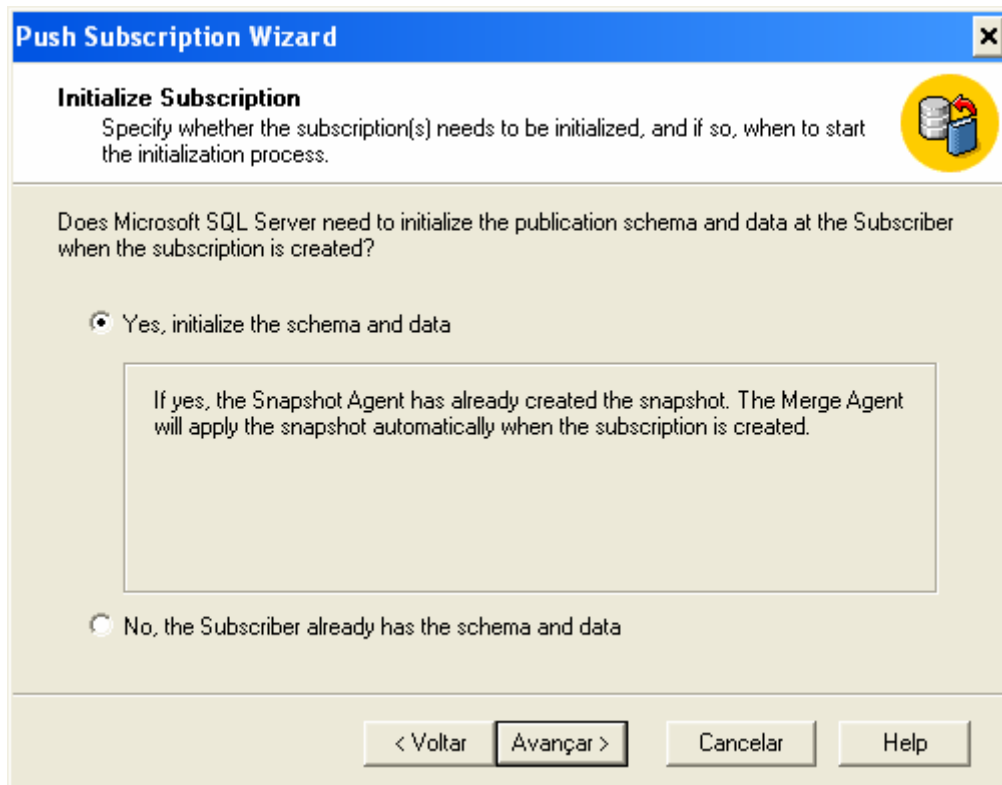 Push Subscription Wizard
Initialize Subscription
Specify whether the subscription(s) needs to be initialized, and if so, when to start
the initialization process.
Does Microsoft SQL Server need to initialize the publication schema and data at the Subscriber
when the subscription is created?
Yes, initialize the schema and data
If yes, the Snapshot Agent has already created the snapshot. The Merge Agent
will apply the snapshot automatically when the subscription is created.
No, the Subscriber already has the schema and data
< Voltar Avançar > Cancelar Help